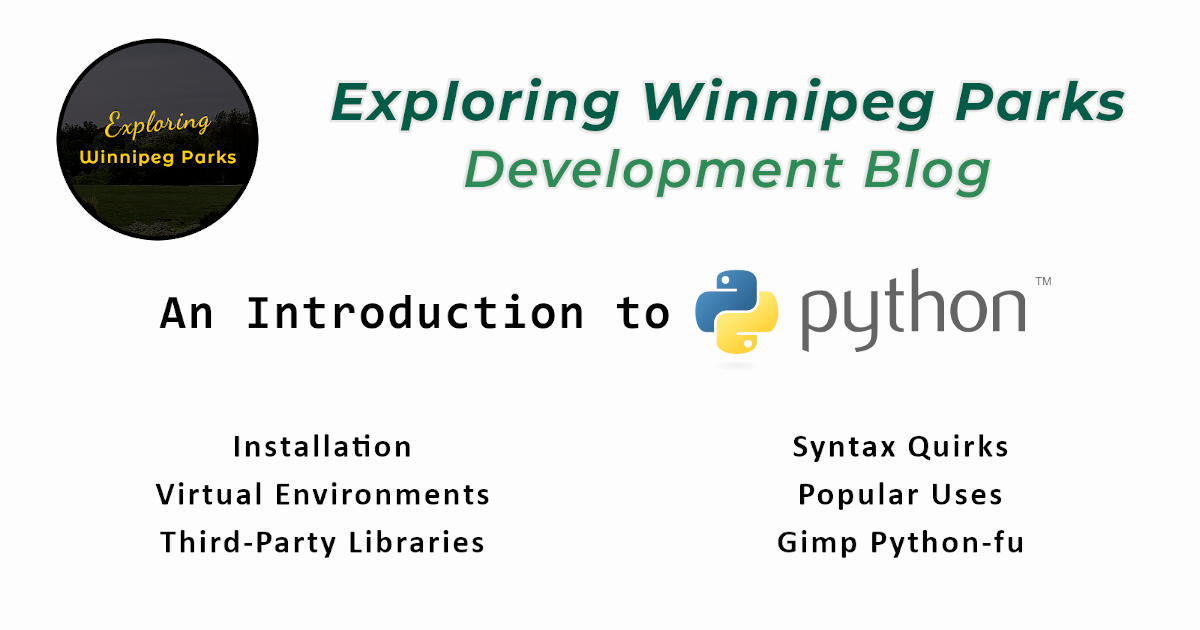 Exploring
Winnipeg Parks
Exploring Winnipeg Parks
Development Blog
An Introduction to python™
Installation
Virtual Environments
Third-Party Libraries
Syntax Quirks
Popular Uses
Gimp Python-fu